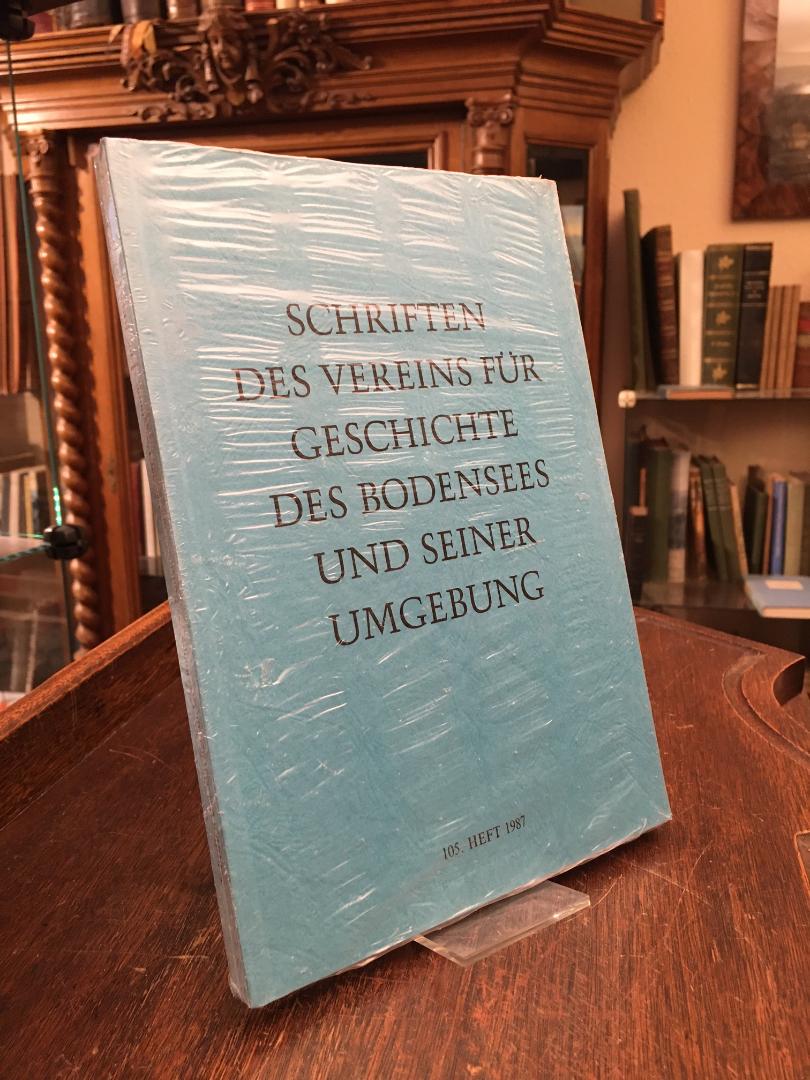 SCHRIFTEN
DES VEREINS FÜR
GESCHICHTE
DES BODENSEES
UND SEINER
UMGEBUNG
105. HEFT 1987